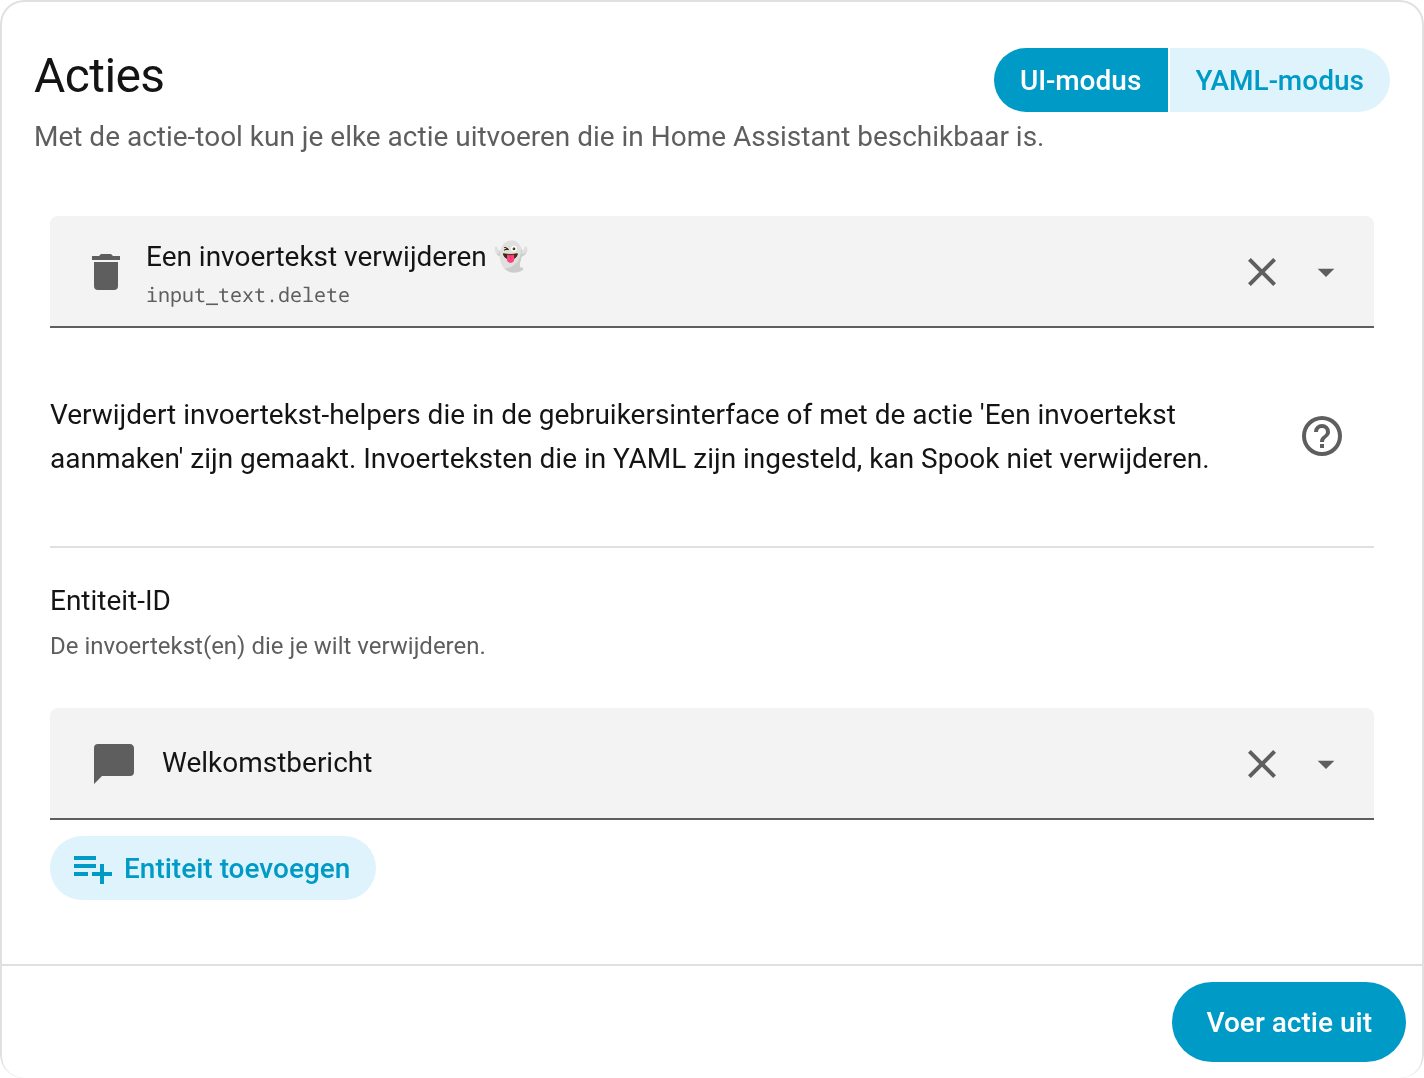 Acties
UI-modus
YAML-modus
Met de actie-tool kun je elke actie uitvoeren die in Home Assistant beschikbaar is.
Een invoertekst verwijderen 👻
input_text.delete
Verwijdert invoertekst-helpers die in de gebruikersinterface of met de actie 'Een invoertekst
aanmaken' zijn gemaakt. Invoerteksten die in YAML zijn ingesteld, kan Spook niet verwijderen.
Entiteit-ID
De invoertekst(en) die je wilt verwijderen.
Welkomstbericht
Entiteit toevoegen
Voer actie uit